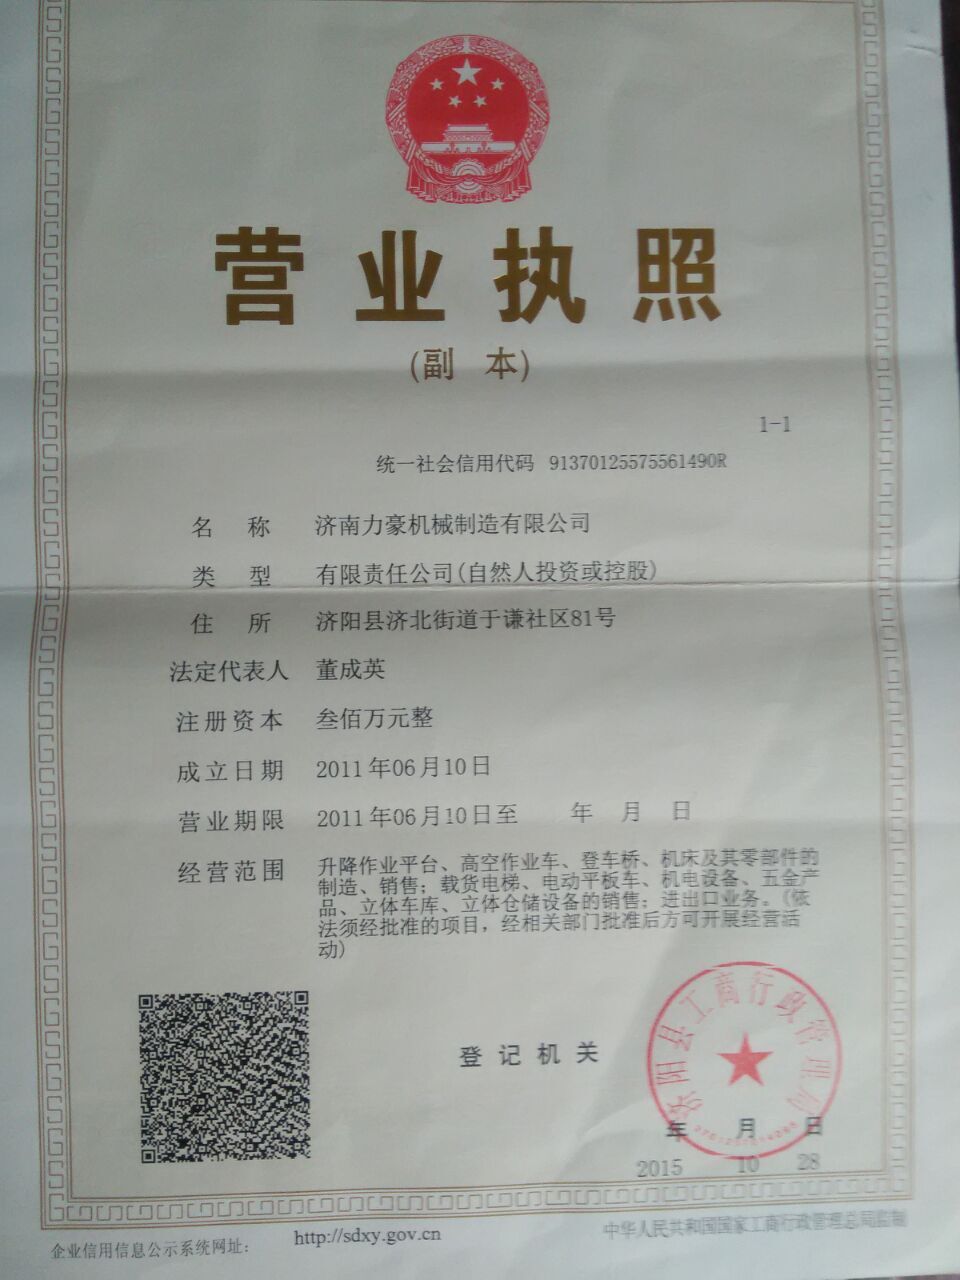 营业执照
(副 本)
1-1
统一社会信用代码 91370125575561490R
名 称 济南力豪机械制造有限公司
类 型 有限责任公司(自然人投资或控股)
住 所 济阳县济北街道于谦社区81号
法定代表人 董成英
注册资本 叁佰万元整
成立日期 2011年06月10日
营业期限 2011年06月10日至 年 月 日
经营范围 升降作业平台、高空作业车、登车桥、机床及其零部件的
制造、销售；载货电梯、电动平板车、机电设备、五金产
品、立体车库、立体仓储设备的销售；进出口业务。(依
法须经批准的项目，经相关部门批准后方可开展经营活
动)
登记机关
济阳县工商行政管理局
年 月 日
2015 10 28
企业信用信息公示系统网址：
http://sdxy.gov.cn
中华人民共和国国家工商行政管理总局监制